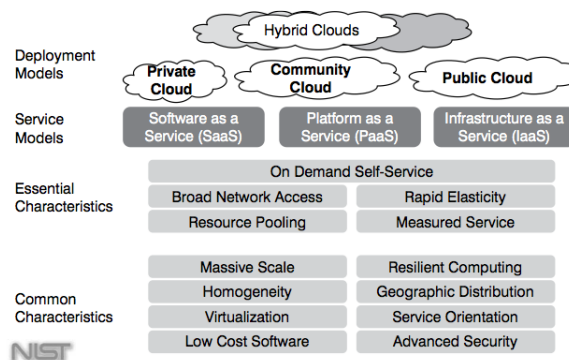 Hybrid Clouds
Deployment
Models
Private
Cloud
Community
Cloud
Public Cloud
Service
Models
Software as a
Service (SaaS)
Platform as a
Service (PaaS)
Infrastructure as a
Service (IaaS)
Essential
Characteristics
On Demand Self-Service
Broad Network Access
Rapid Elasticity
Resource Pooling
Measured Service
Common
Characteristics
Massive Scale
Resilient Computing
Homogeneity
Geographic Distribution
Virtualization
Service Orientation
Low Cost Software
Advanced Security
NIST